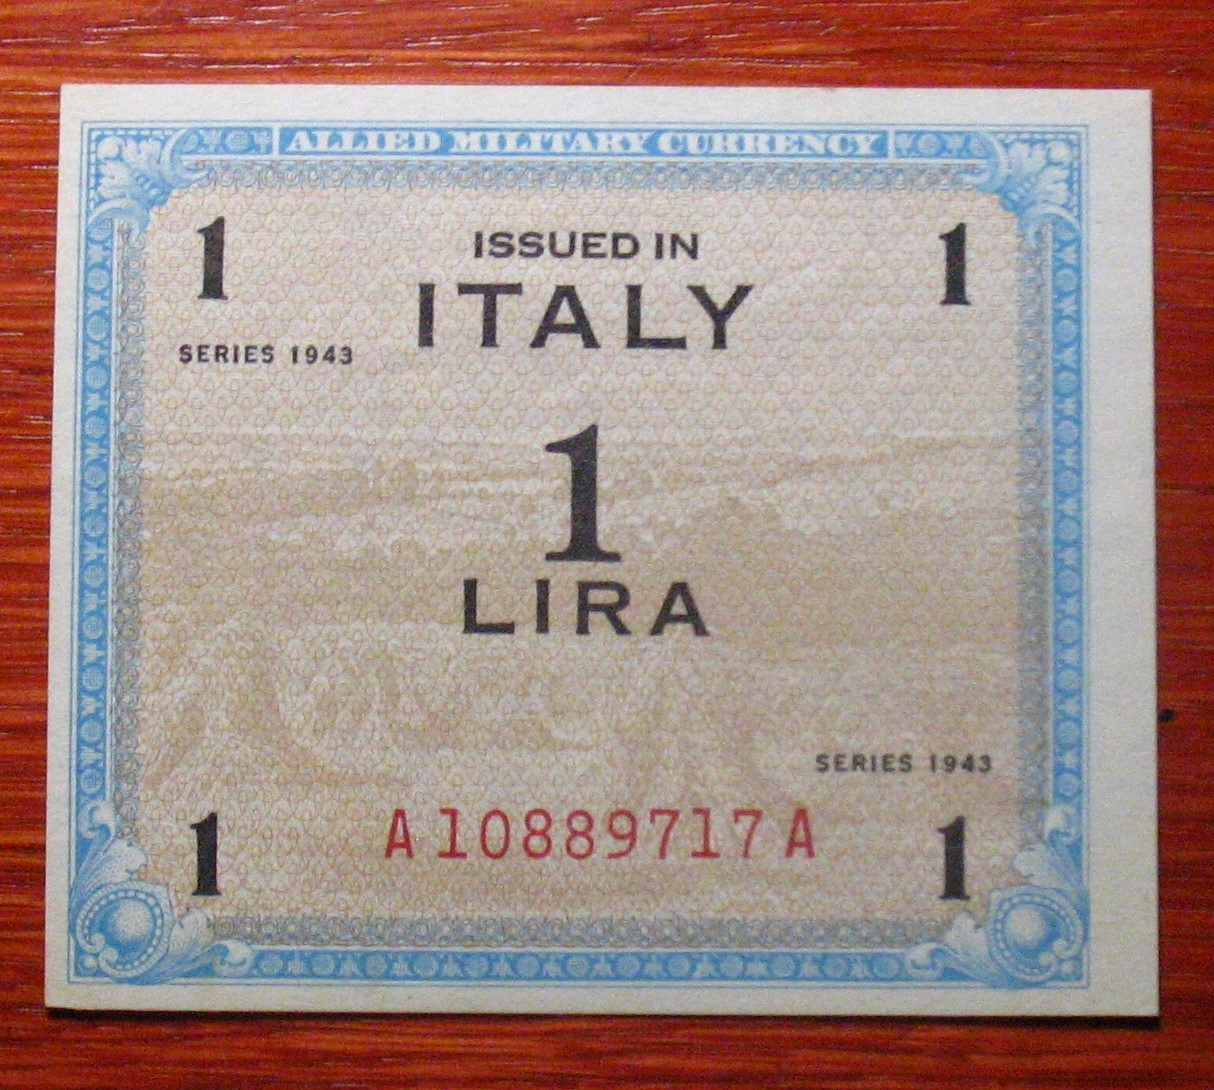 ALLIED MILITARY CURRENCY
1 ISSUED IN 1
ITALY
SERIES 1943
1
LIRA
SERIES 1943
A10889717A
1 1